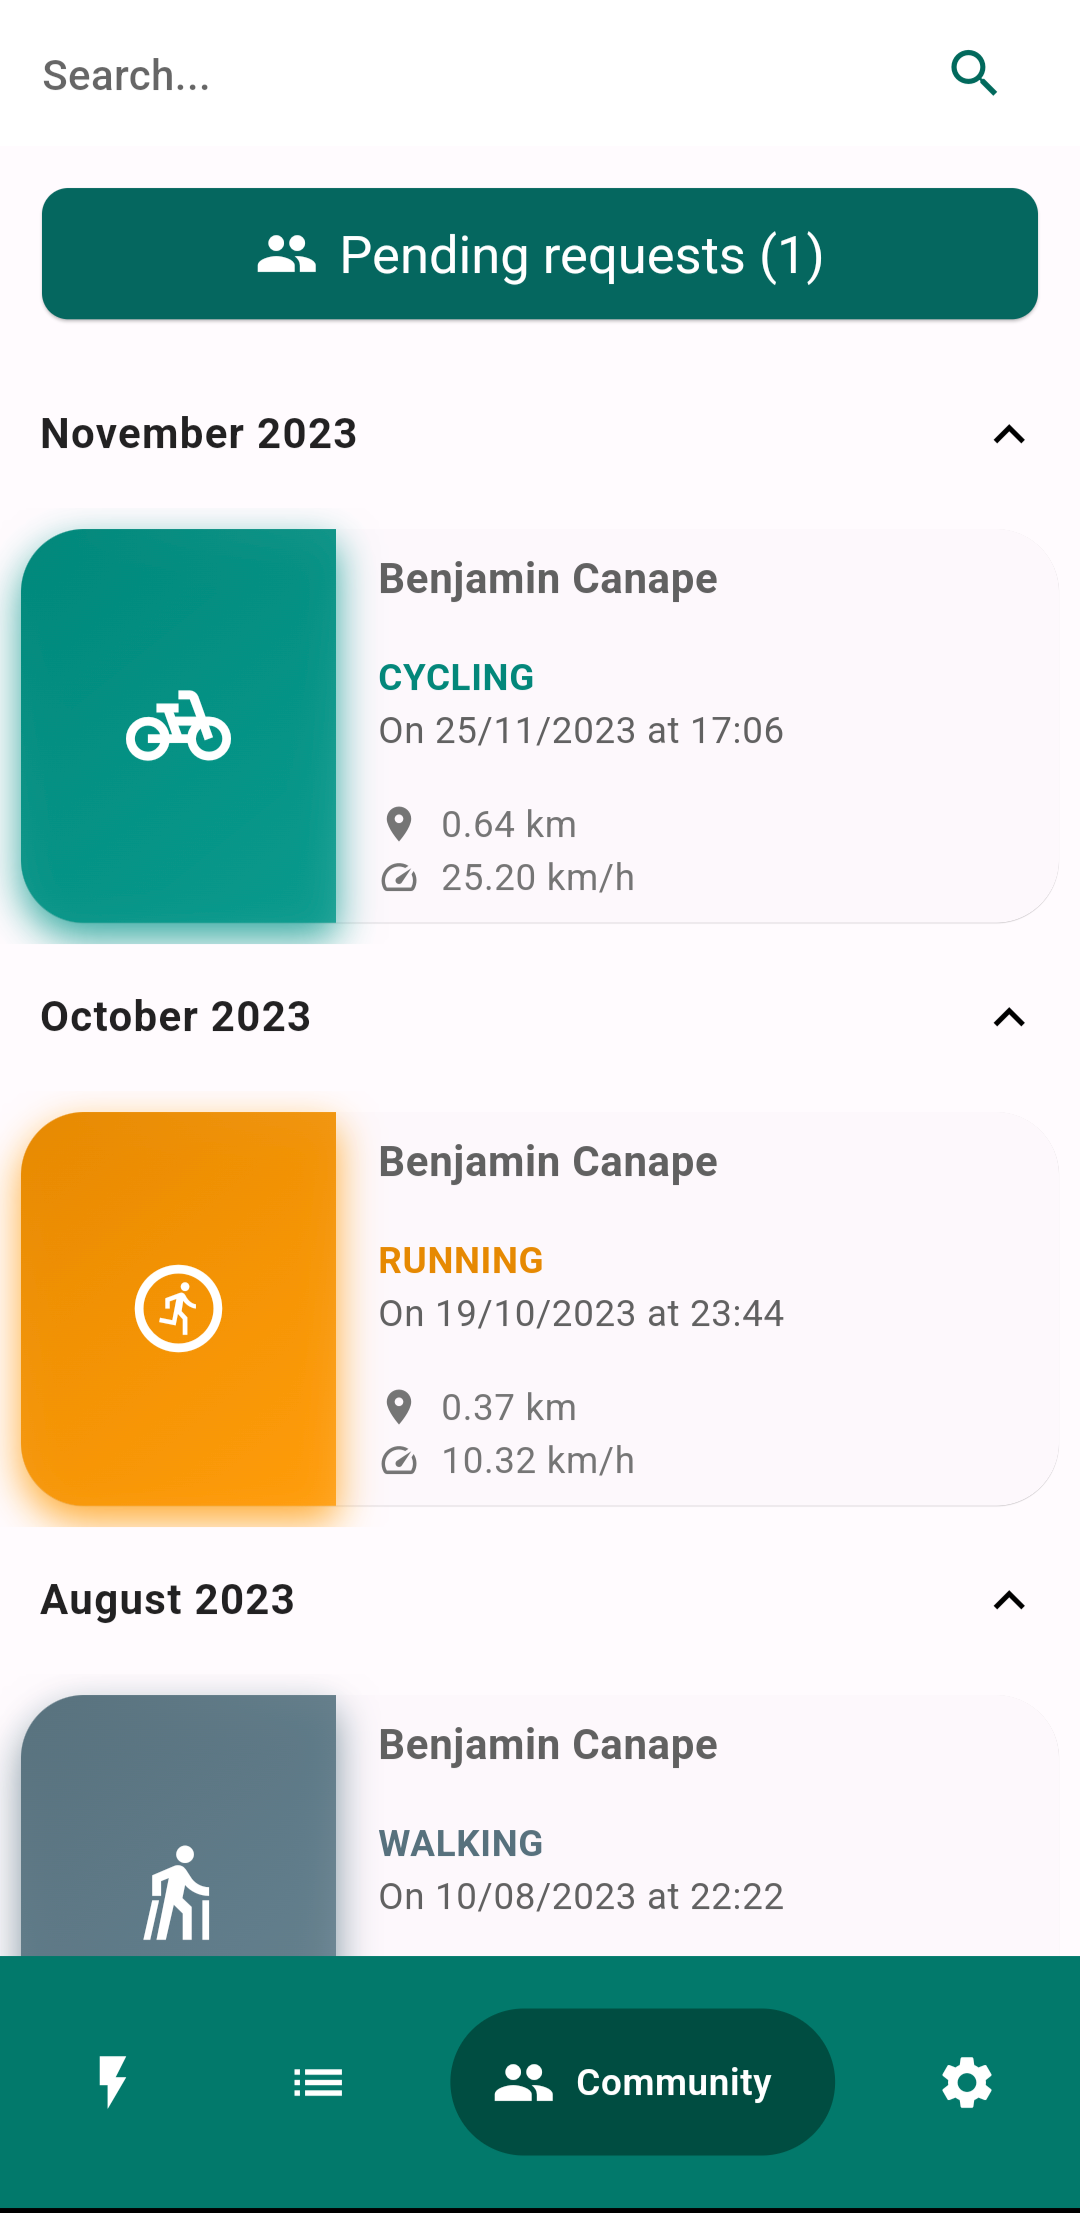 Search...
Pending requests (1)
November 2023
Benjamin Canape
CYCLING
On 25/11/2023 at 17:06
0.64 km
25.20 km/h
October 2023
Benjamin Canape
RUNNING
On 19/10/2023 at 23:44
0.37 km
10.32 km/h
August 2023
Benjamin Canape
WALKING
On 10/08/2023 at 22:22
Community